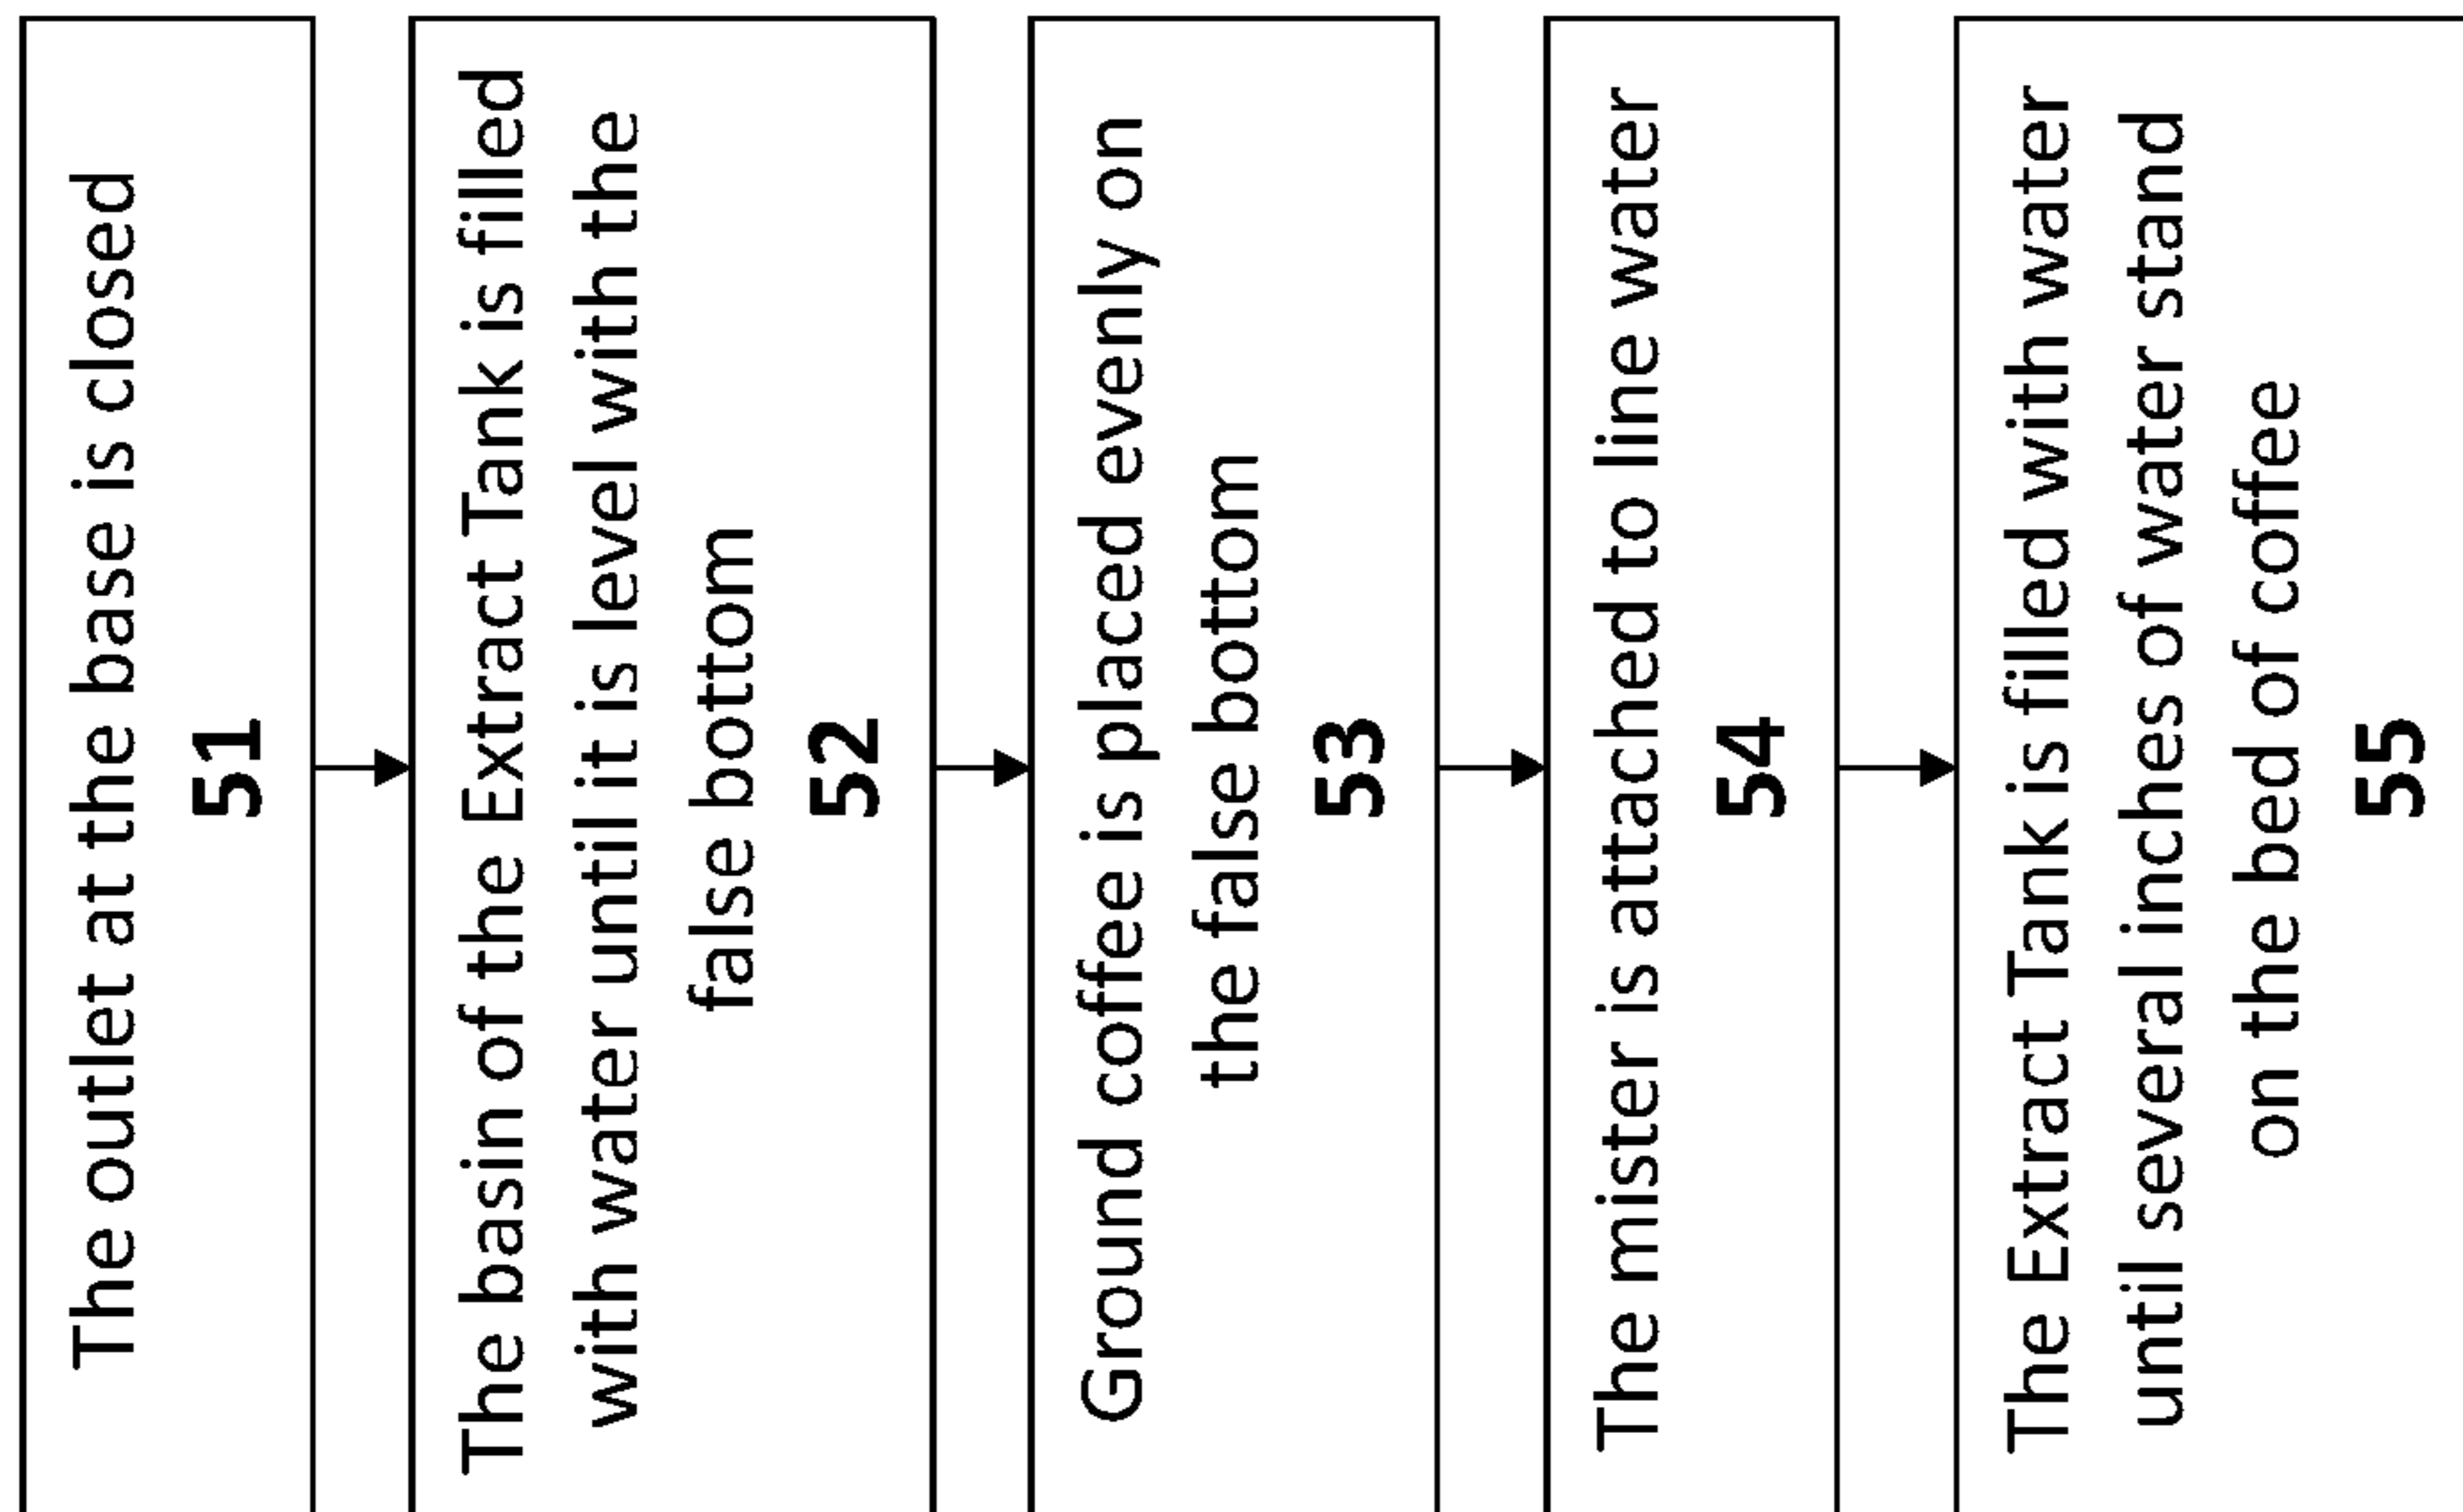 The outlet at the base is closed
51
The basin of the Extract Tank is filled
with water until it is level with the
false bottom
52
Ground coffee is placed evenly on
the false bottom
53
The mister is attached to line water
54
The Extract Tank is filled with water
until several inches of water stand
on the bed of coffee
55